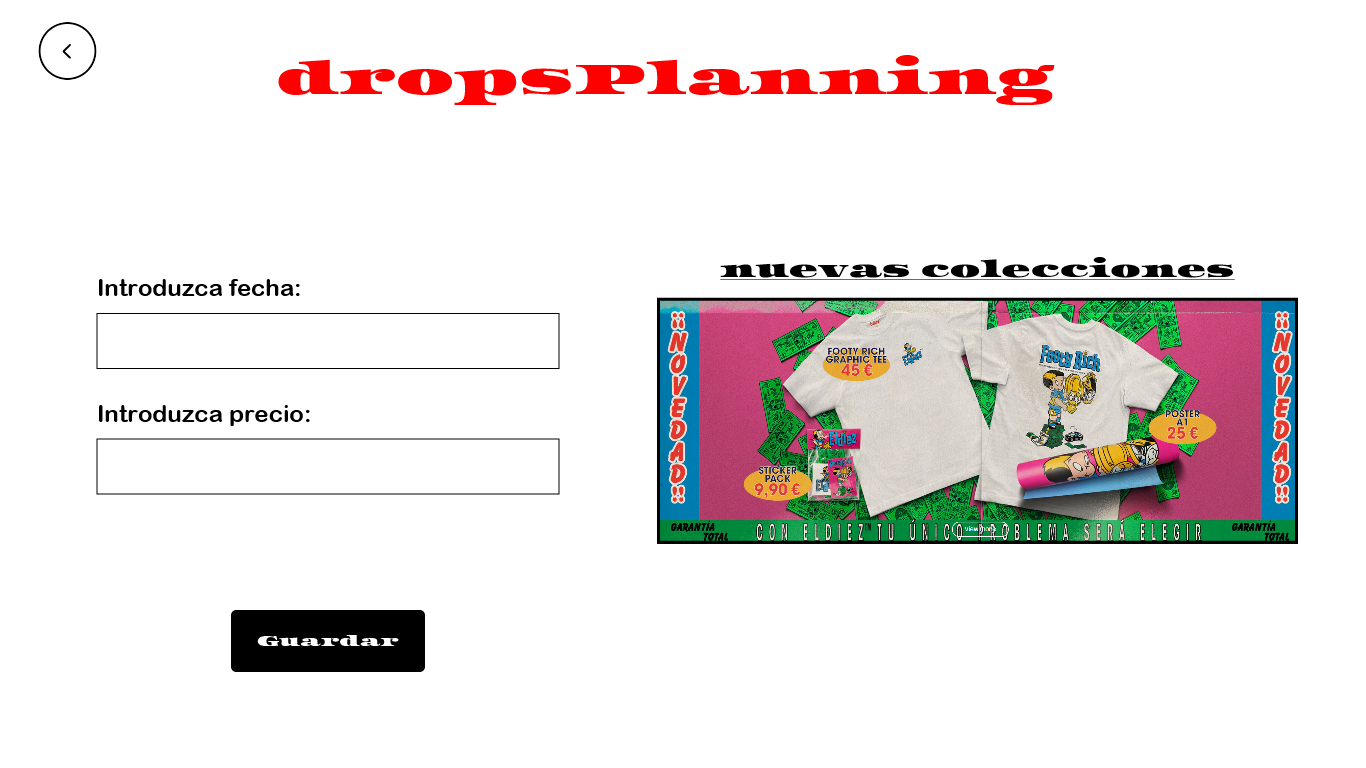 dropsPlanning
Introduzca fecha:
Introduzca precio:
Guardar
nuevas colecciones
¡¡NOVEDAD!!
FOOTY RICH
GRAPHIC TEE
45 €
Footy Rich
POSTER
A1
25 €
ELDIEZ
STICKER
PACK
9,90 €
¡¡NOVEDAD!!
GARANTÍA
TOTAL
CON ELDIEZ™ TU ÚNICO PROBLEMA SERÁ ELEGIR
GARANTÍA
TOTAL